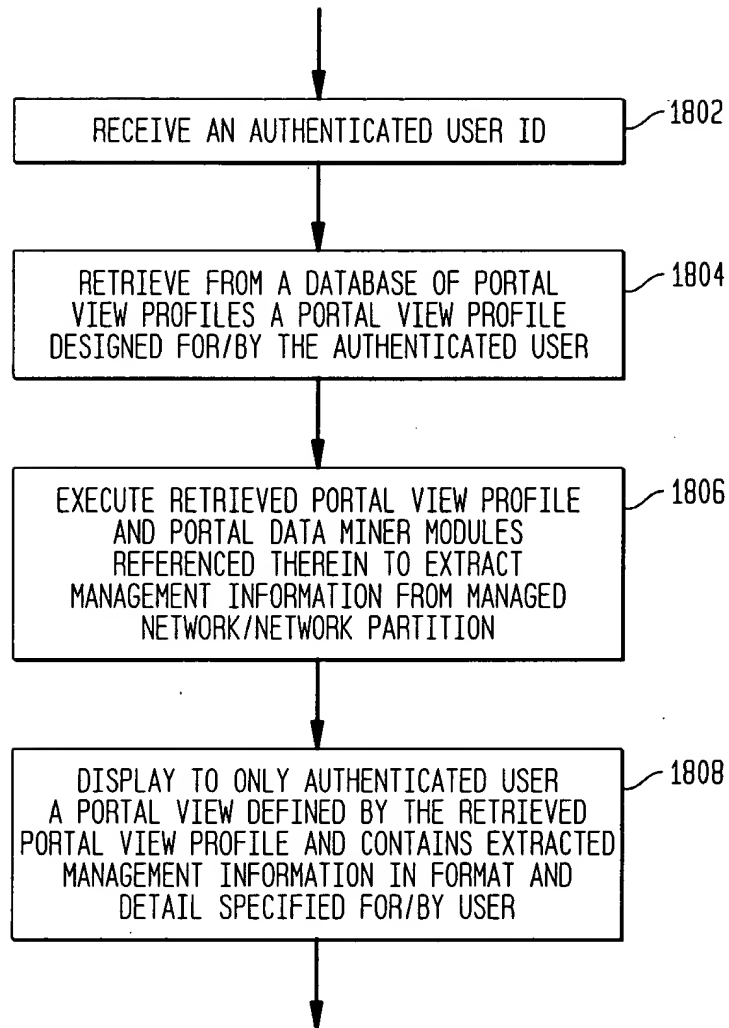 RECEIVE AN AUTHENTICATED USER ID
1802
RETRIEVE FROM A DATABASE OF PORTAL
VIEW PROFILES A PORTAL VIEW PROFILE
DESIGNED FOR/BY THE AUTHENTICATED USER
1804
EXECUTE RETRIEVED PORTAL VIEW PROFILE
AND PORTAL DATA MINER MODULES
REFERENCED THEREIN TO EXTRACT
MANAGEMENT INFORMATION FROM MANAGED
NETWORK/NETWORK PARTITION
1806
DISPLAY TO ONLY AUTHENTICATED USER
A PORTAL VIEW DEFINED BY THE RETRIEVED
PORTAL VIEW PROFILE AND CONTAINS EXTRACTED
MANAGEMENT INFORMATION IN FORMAT AND
DETAIL SPECIFIED FOR/BY USER
1808